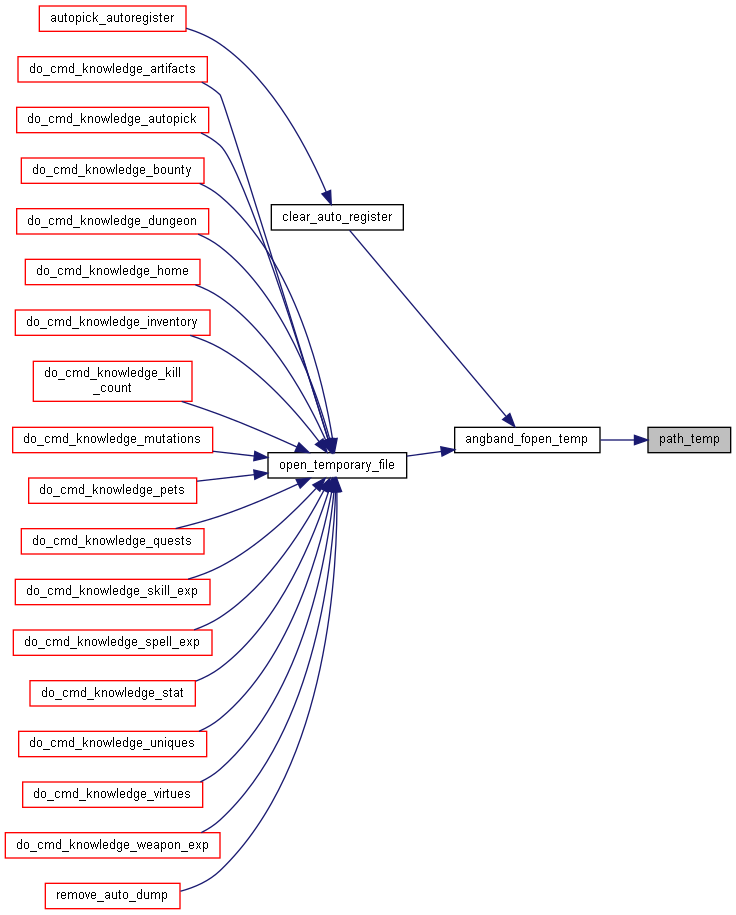 autopick_autoregister
do_cmd_knowledge_artifacts
do_cmd_knowledge_autopick
do_cmd_knowledge_bounty
do_cmd_knowledge_dungeon
do_cmd_knowledge_home
do_cmd_knowledge_inventory
do_cmd_knowledge_kill
_count
do_cmd_knowledge_mutations
do_cmd_knowledge_pets
do_cmd_knowledge_quests
do_cmd_knowledge_skill_exp
do_cmd_knowledge_spell_exp
do_cmd_knowledge_stat
do_cmd_knowledge_uniques
do_cmd_knowledge_virtues
do_cmd_knowledge_weapon_exp
remove_auto_dump
clear_auto_register
open_temporary_file
angband_fopen_temp
path_temp